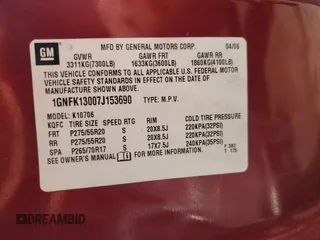 GM
MFD BY GENERAL MOTORS CORP. 04/06
GVWR GAWR FRT GAWR RR
3311KG(7300LB) 1633KG(3600LB) 1860KG(4100LB)
THIS VEHICLE CONFORMS TO ALL APPLICABLE U.S. FEDERAL MOTOR
VEHICLE SAFETY STANDARDS IN EFFECT ON THE DATE OF
MANUFACTURE SHOWN ABOVE.
1GNFK13007J153690 TYPE: M.P.V.
MODEL: K10706
KQFC TIRE SIZE SPEED RTG RIM COLD TIRE PRESSURE
FRT P275/55R20 S 20X8.5J 220KPA(32PSI)
RR P275/55R20 S 20X8.5J 220KPA(32PSI)
SPA P265/70R17 S 17X7.5J 240KPA(35PSI)
SEE OWNER'S MANUAL FOR ADDITIONAL INFORMATION.
DREAMBID